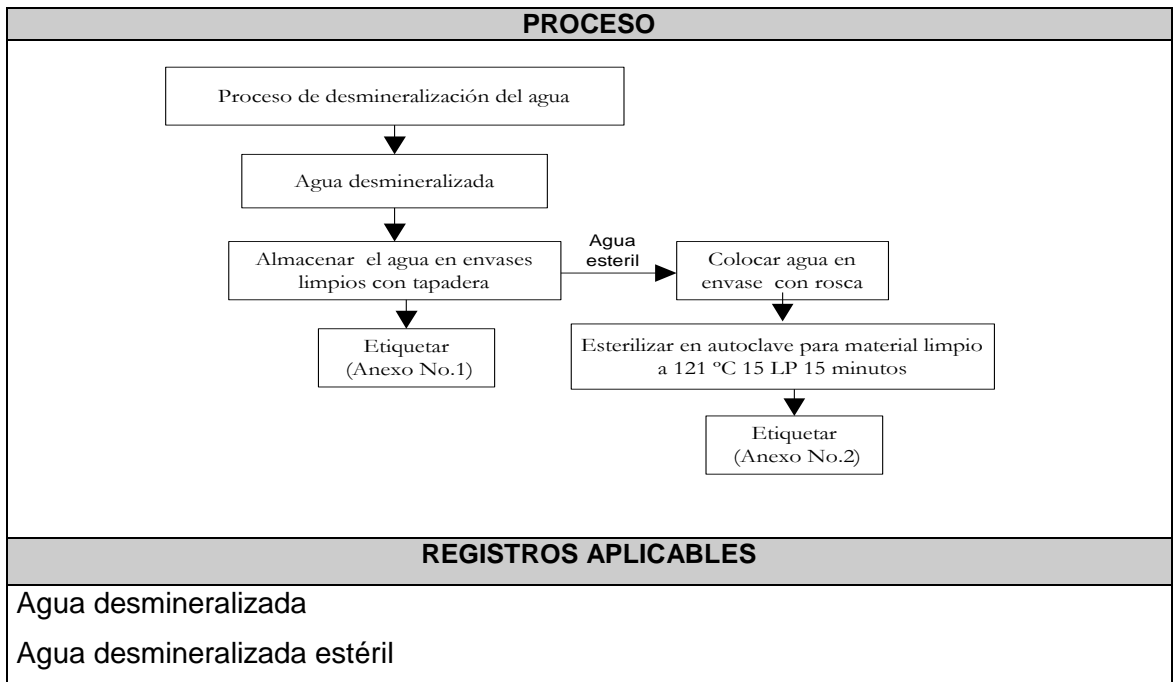 PROCESO
Proceso de desmineralización del agua
Agua desmineralizada
Almacenar el agua en envases
limpios con tapadera
Agua
esteril
Colocar agua en
envase con rosca
Etiquetar
(Anexo No.1)
Esterilizar en autoclave para material limpio
a 121 ºC 15 LP 15 minutos
Etiquetar
(Anexo No.2)
REGISTROS APLICABLES
Agua desmineralizada
Agua desmineralizada estéril